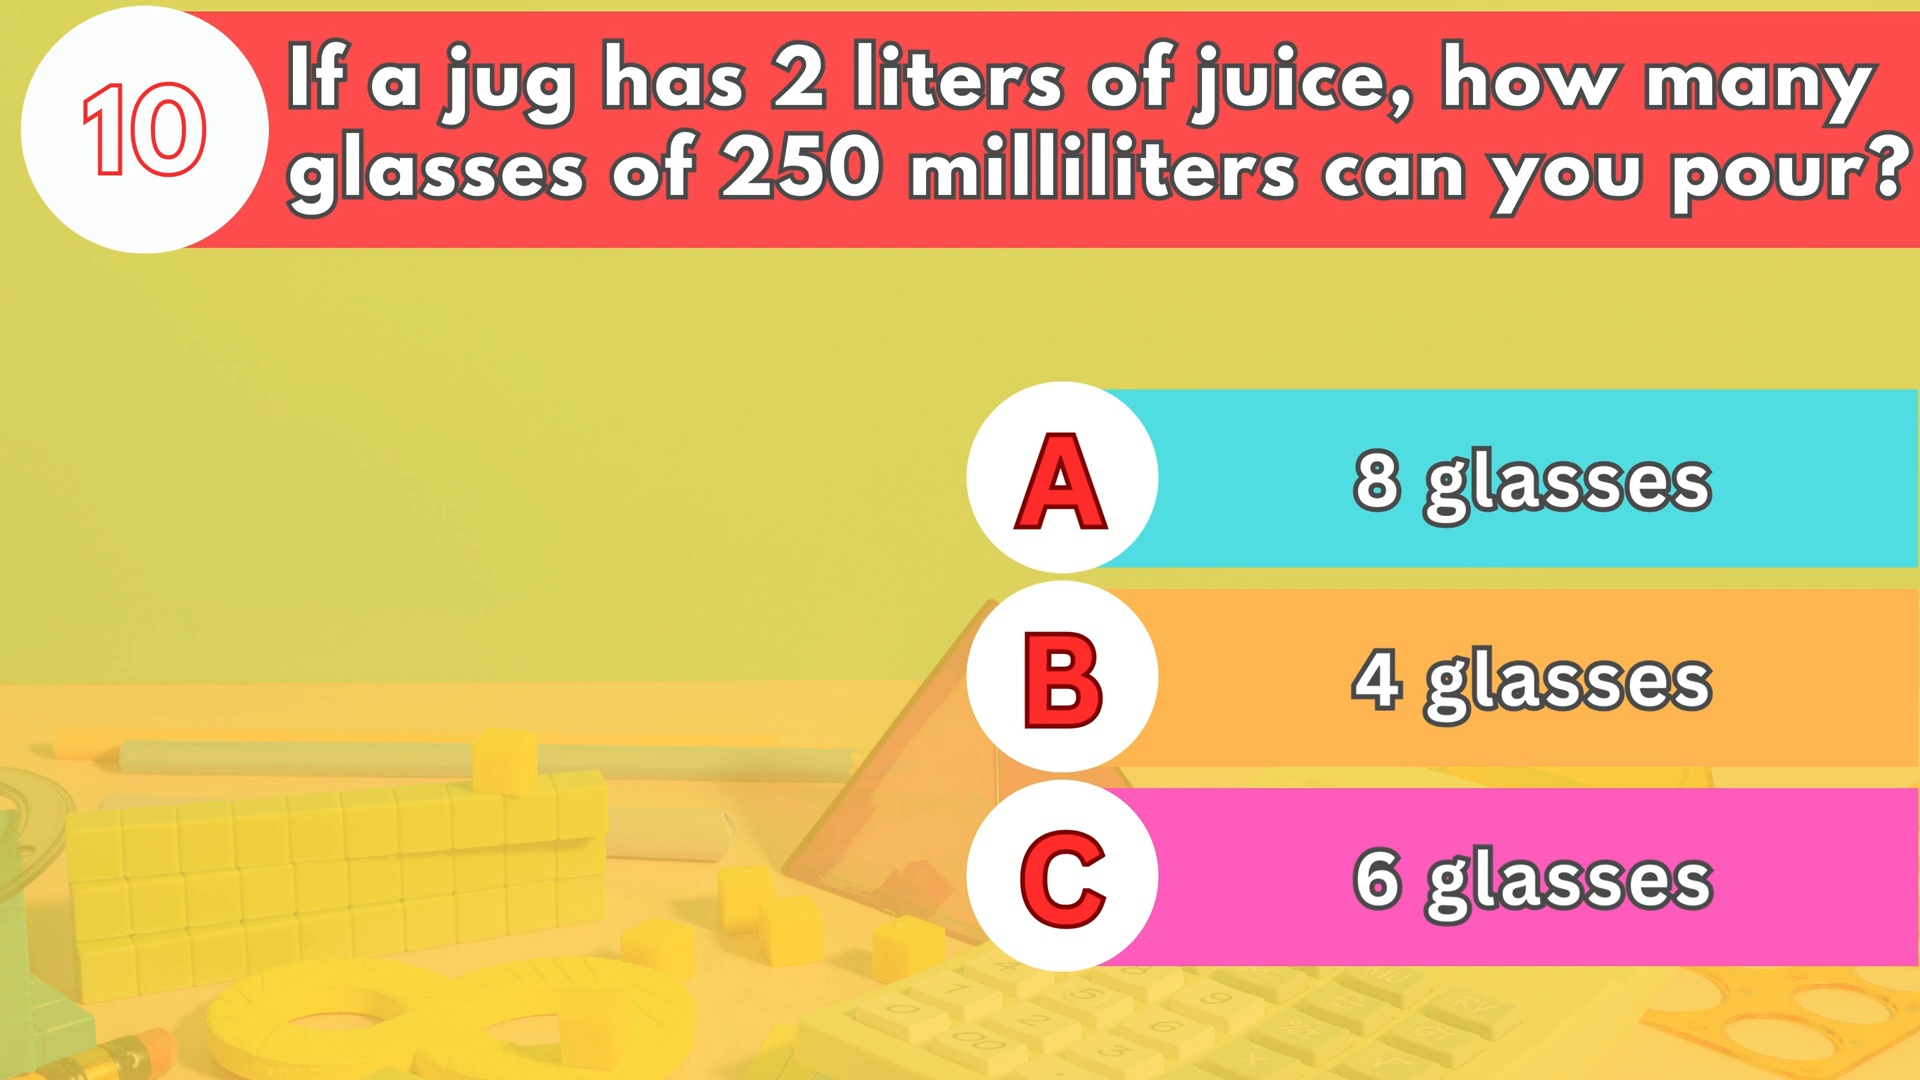 10
If a jug has 2 liters of juice, how many
glasses of 250 milliliters can you pour?
A
8 glasses
B
4 glasses
C
6 glasses